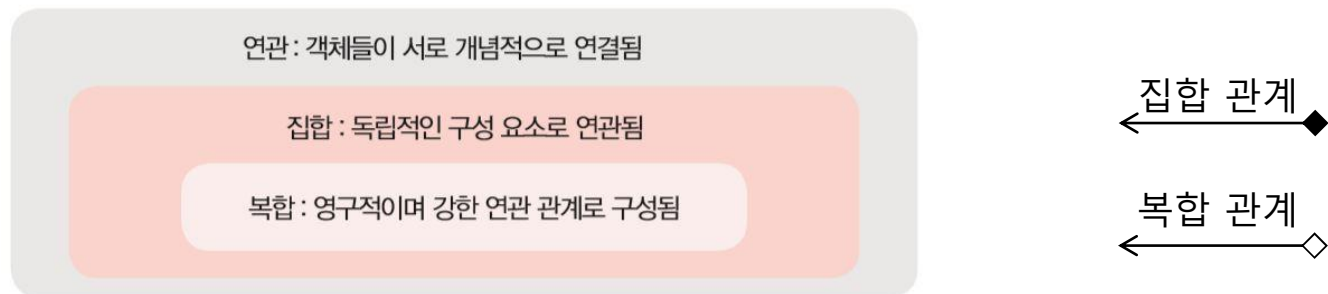 연관 : 객체들이 서로 개념적으로 연결됨
집합 : 독립적인 구성 요소로 연관됨
복합 : 영구적이며 강한 연관 관계로 구성됨
집합 관계
복합 관계